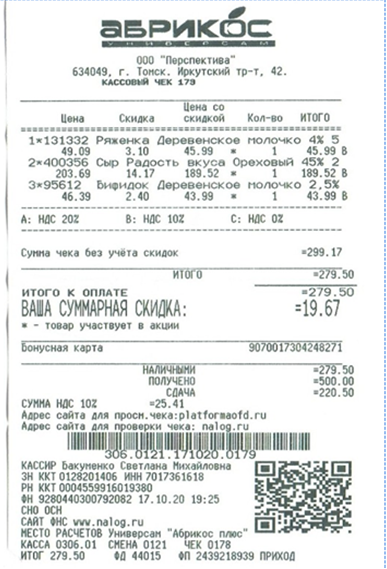 АБРИКОС
УНИВЕРСАМ
ООО "Перспектива"
634049, г. Томск. Иркутский тр-т, 42.
КАССОВЫЙ ЧЕК 179
Цена Скидка Цена со скидкой Кол-во ИТОГО
1*131332 Ряженка Деревенское молочко 4% 5
49.09 3.10 45.99 * 1 45.99 В
2*400356 Сыр Радость вкуса Ореховый 45% 2
203.69 14.17 189.52 * 1 189.52 В
3*95612 Бифидок Деревенское молочко 2,5%
46.39 2.40 43.99 * 1 43.99 В
А: НДС 20% В: НДС 10% С: НДС 0%
Сумма чека без учёта скидок =299.17
ИТОГО =279.50
ИТОГО К ОПЛАТЕ =279.50
ВАША СУММАРНАЯ СКИДКА: =19.67
* - товар участвует в акции
Бонусная карта 9070017304248271
НАЛИЧНЫМИ =279.50
ПОЛУЧЕНО =500.00
СДАЧА =220.50
СУММА НДС 10% =25.41
Адрес сайта для просм.чека:platformaofd.ru
Адрес сайта для проверки чека: nalog.ru
306.0121.171020.0179
КАССИР Бакуменко Светлана Михайловна
ЗН ККТ 0128201406 ИНН 7017361618
РН ККТ 0004559916019380
ФН 9280440300792082 17.10.20 19:25
СНО ОСН
САЙТ ФНС www.nalog.ru
МЕСТО РАСЧЕТОВ Универсам "Абрикос плюс"
КАССА 0306.01 СМЕНА 0121 ЧЕК 0178
ИТОГ 279.50 ФД 44015 ФП 2439218939 ПРИХОД